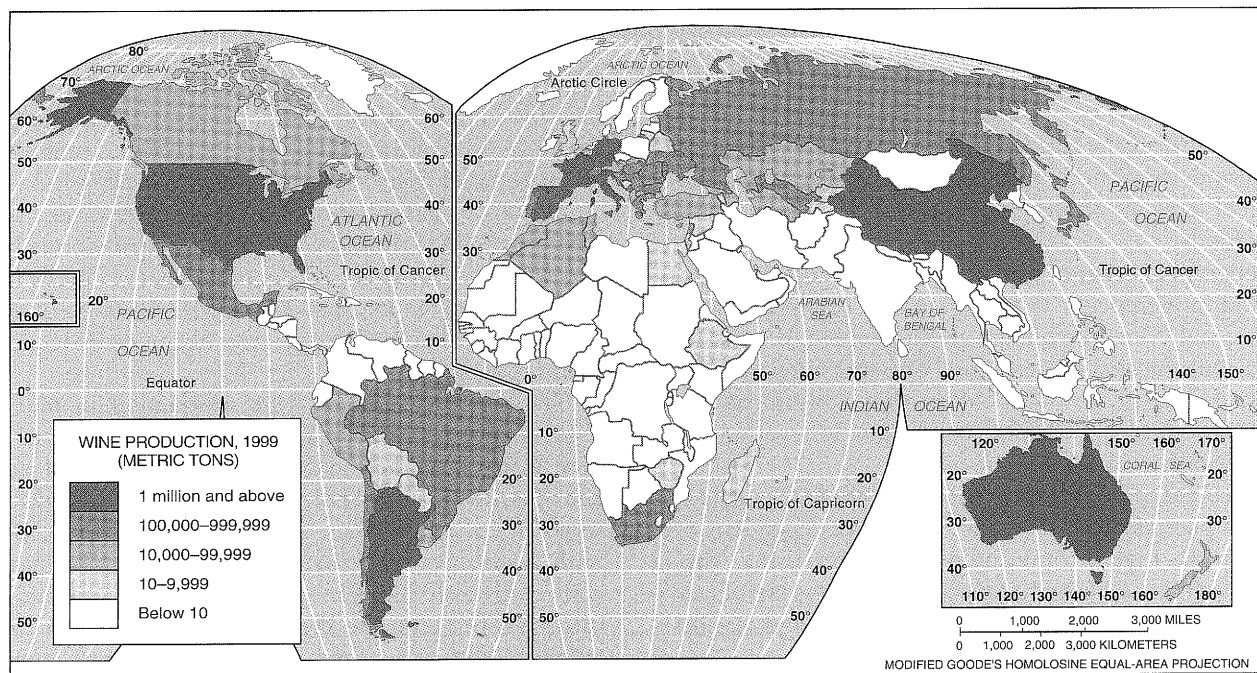 80°
ARCTIC OCEAN
70°
60°
50°
40°
30°
20°
160°
10°
0°
10°
20°
30°
40°
50°
60°
50°
40°
ATLANTIC
OCEAN
30°
Tropic of Cancer
20°
10°
PACIFIC
OCEAN
Equator
0°
10°
20°
30°
40°
50°
WINE PRODUCTION, 1999
(METRIC TONS)
1 million and above
100,000–999,999
10,000–99,999
10–9,999
Below 10
ARCTIC OCEAN
Arctic Circle
60°
50°
40°
30°
20°
10°
0°
10°
20°
30°
40°
50°
50°
PACIFIC
OCEAN
40°
30°
Tropic of Cancer
20°
10°
ARABIAN
SEA
BAY OF
BENGAL
50° 60° 70° 80° 90°
140° 150°
INDIAN OCEAN
10°
20°
Tropic of Capricorn
30°
40°
50°
120° 150° 160° 170°
CORAL SEA
20° 20°
30° 30°
40° 40°
110° 120° 130° 140° 150° 160° 180°
0 1,000 2,000 3,000 MILES
0 1,000 2,000 3,000 KILOMETERS
MODIFIED GOODE'S HOMOLOSINE EQUAL-AREA PROJECTION